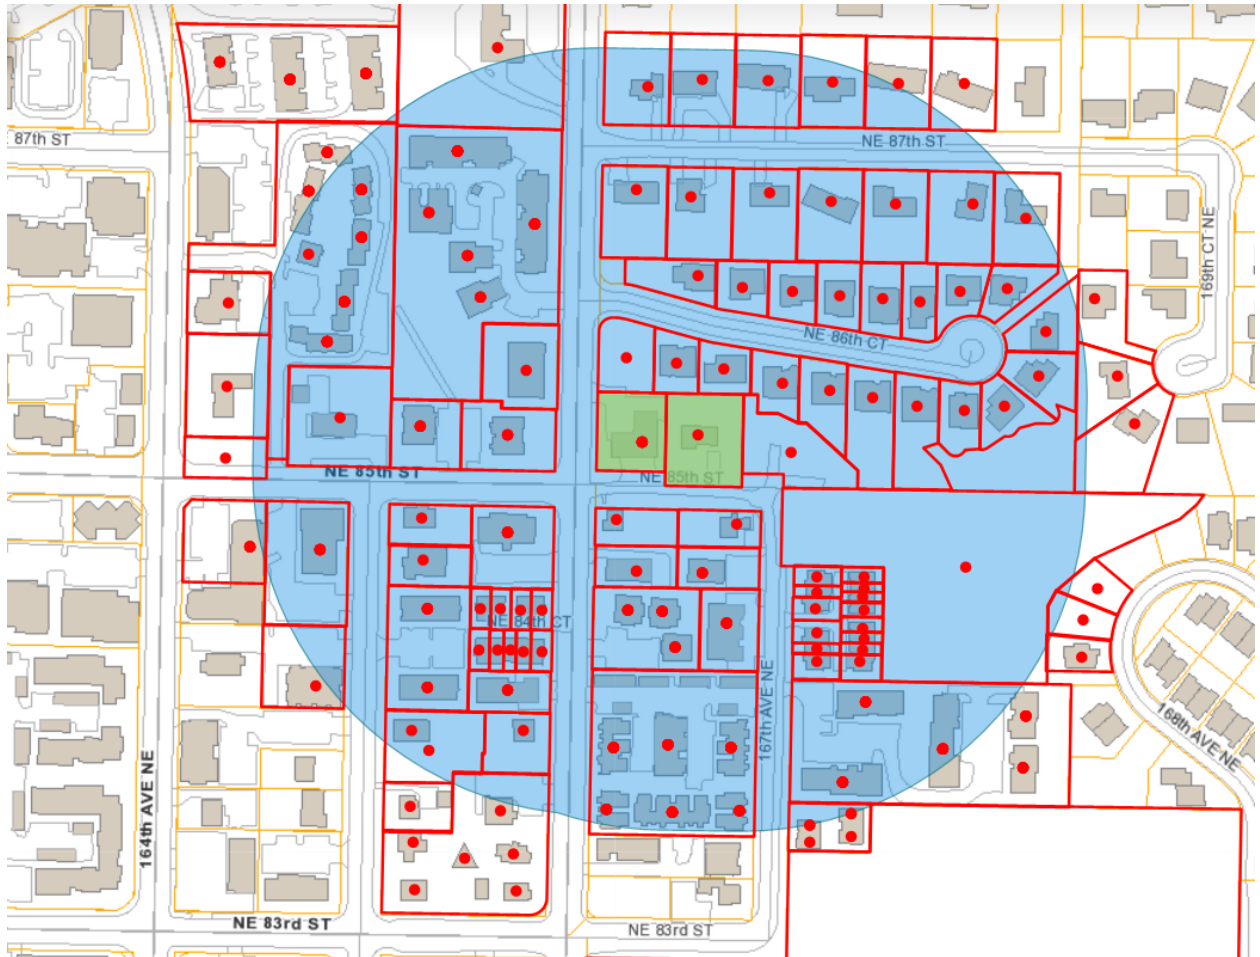 87th ST
NE 87th ST
169th CT NE
NE 86th CT
NE 85th ST
NE 85th ST
NE 84th CT
167th AVE NE
168th AVE NE
164th AVE NE
NE 83rd ST
NE 83rd ST